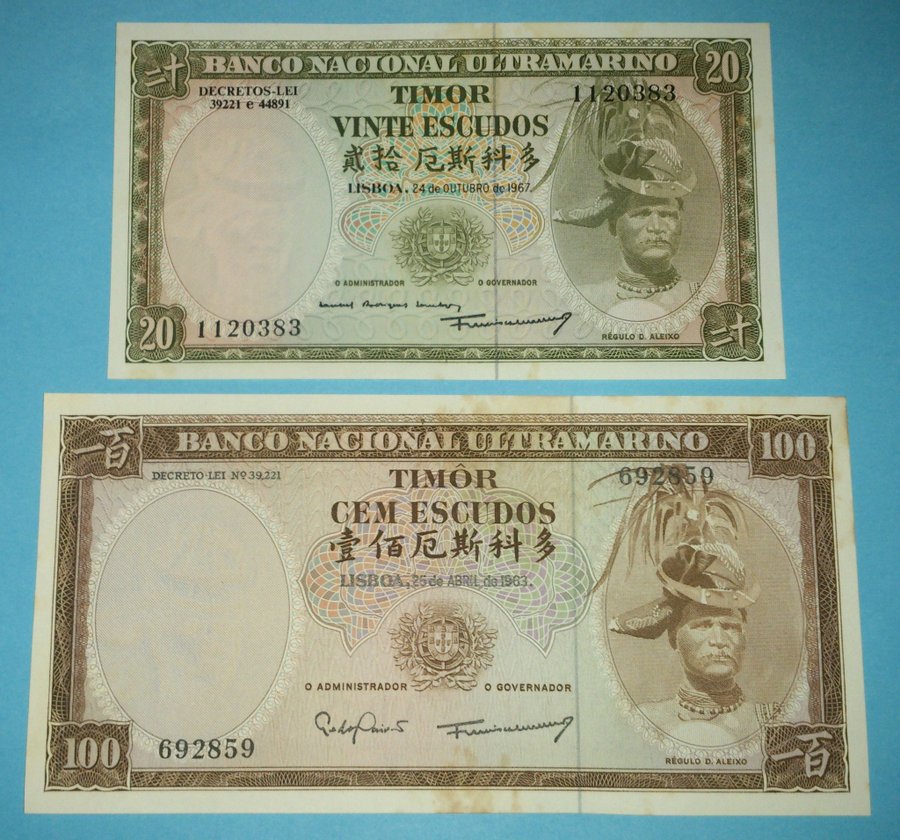 二十 BANCO NACIONAL ULTRAMARINO 20
DECRETOS-LEI
39221 e 44891
TIMOR
1120383
VINTE ESCUDOS
貳拾厄斯科多
LISBOA, 24 de OUTUBRO de 1967.
O ADMINISTRADOR O GOVERNADOR
20 1120383
RÉGULO D. ALEIXO
二十
一百 BANCO NACIONAL ULTRAMARINO 100
DECRETO-LEI Nº 39,221
TIMÔR
692859
CEM ESCUDOS
壹佰厄斯科多
LISBOA, 25 de ABRIL de 1963.
O ADMINISTRADOR O GOVERNADOR
100 692859
RÉGULO D. ALEIXO
一百